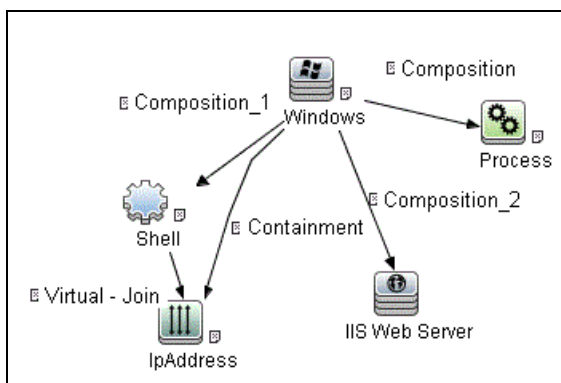 Composition
Composition_1
Windows
Process
Composition_2
Shell
Containment
Virtual - Join
IpAddress
IIS Web Server